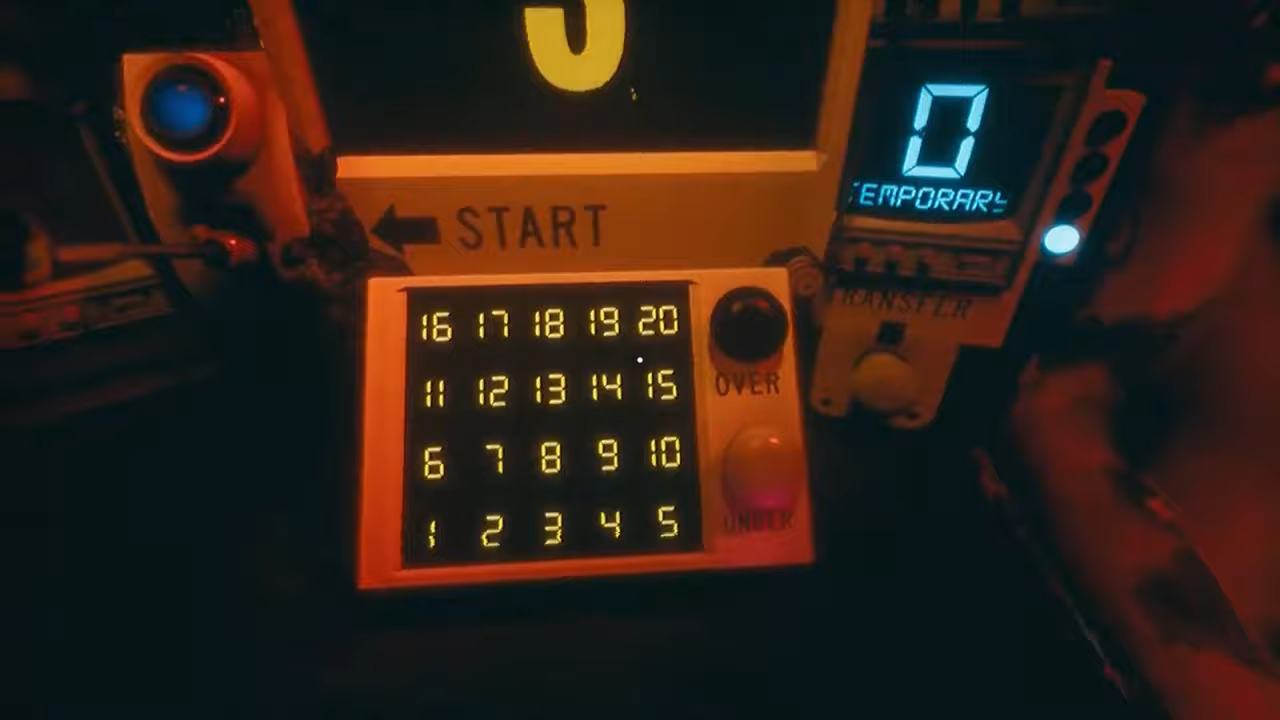 0
TEMPORARY
START
TRANSFER
16 17 18 19 20
11 12 13 14 15
6 7 8 9 10
1 2 3 4 5
OVER
UNDER